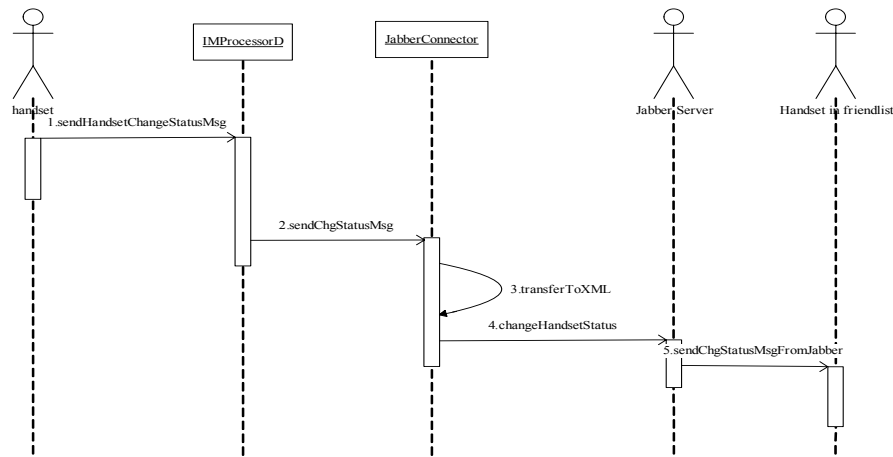 IMProcessorD
JabberConnector
handset
Jabber Server
Handset in friendlist
1.sendHandsetChangeStatusMsg
2.sendChgStatusMsg
3.transferToXML
4.changeHandsetStatus
5.sendChgStatusMsgFromJabber